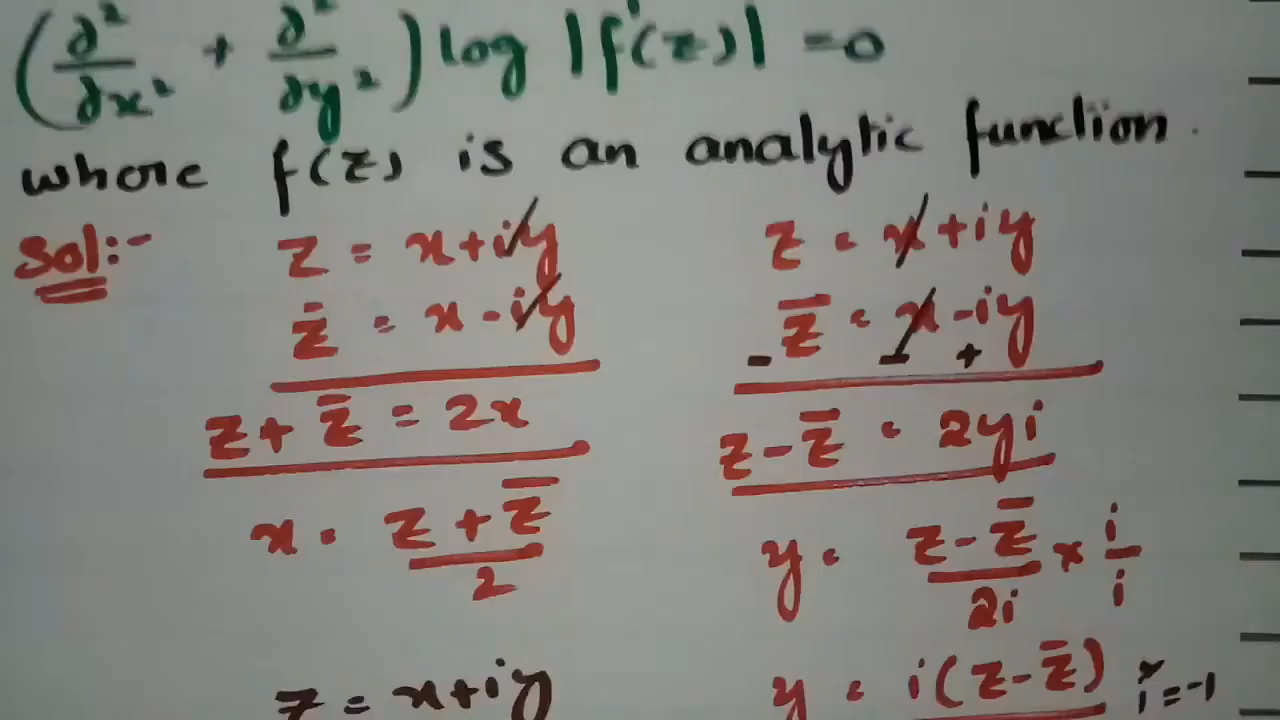 (∂²/∂x² + ∂²/∂y²) log |f'(z)| = 0
where f(z) is an analytic function.
Sol:-
z = x+iy
z̄ = x-iy
z+z̄ = 2x
x = (z+z̄)/2
z = x+iy
z = x+iy
z̄ = x-iy
- - +
z-z̄ = 2yi
y = (z-z̄)/2i × i/i
y = i(z-z̄) i²=-1